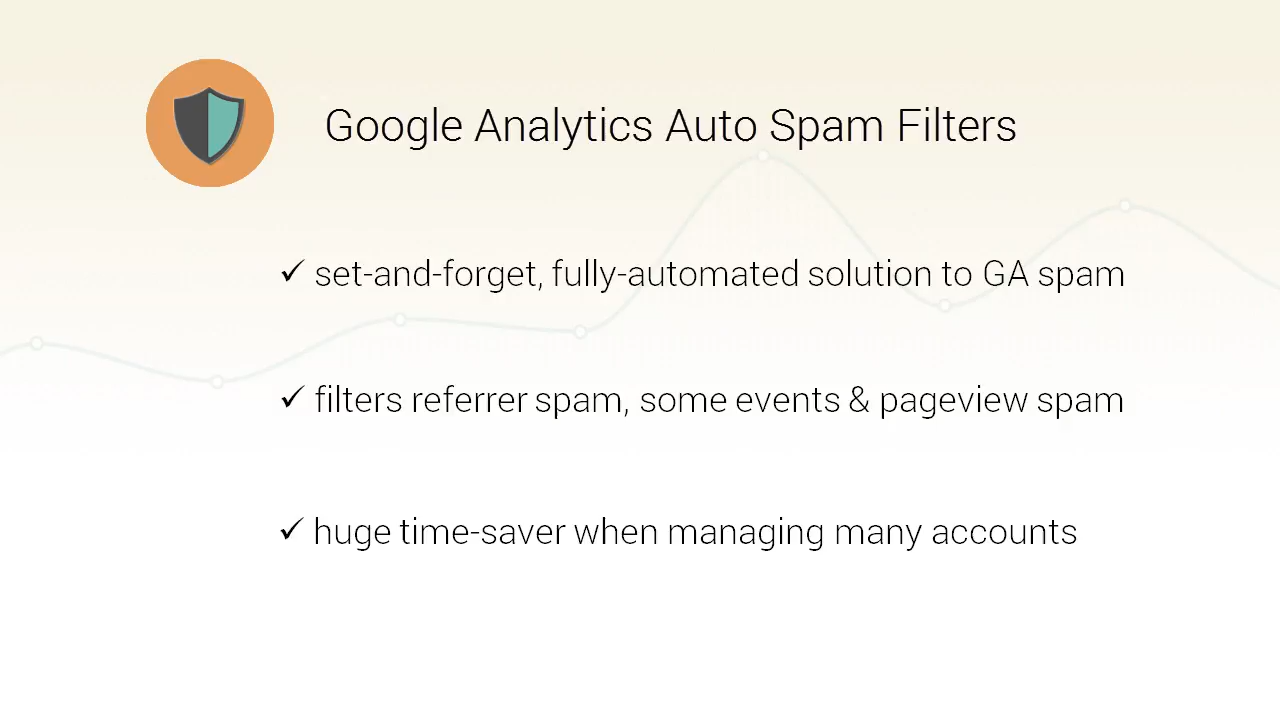 Google Analytics Auto Spam Filters
✓ set-and-forget, fully-automated solution to GA spam
✓ filters referrer spam, some events & pageview spam
✓ huge time-saver when managing many accounts